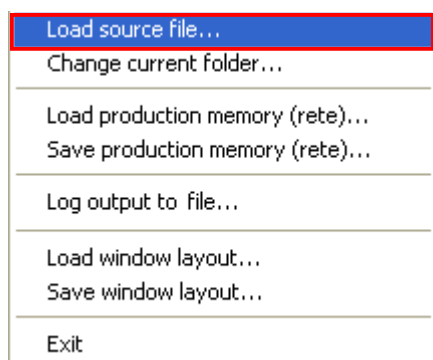 Load source file...
Change current folder...
Load production memory (rete)...
Save production memory (rete)...
Log output to file...
Load window layout...
Save window layout...
Exit